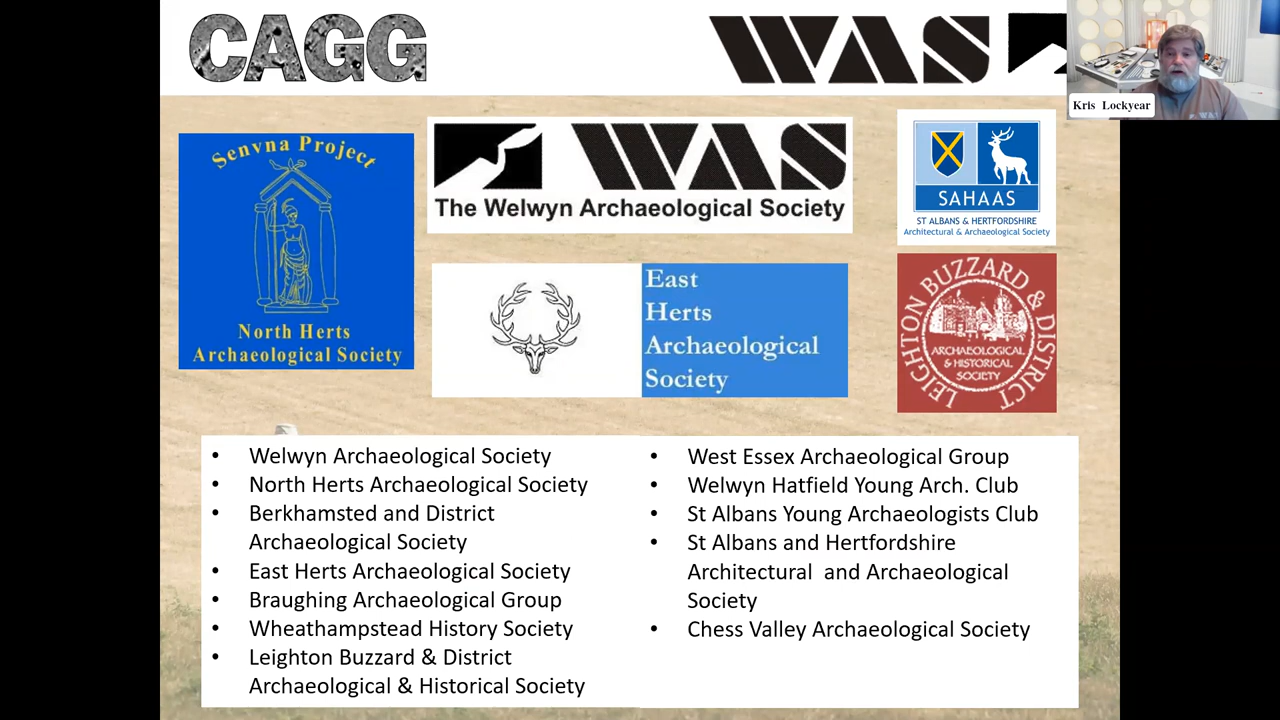 CAGG
WAS
Kris Lockyear
Senvna Project
North Herts
Archaeological Society
WAS
The Welwyn Archaeological Society
SAHAAS
ST ALBANS & HERTFORDSHIRE
Architectural & Archaeological Society
East
Herts
Archaeological
Society
LEIGHTON BUZZARD & DISTRICT
ARCHAEOLOGICAL
& HISTORICAL
SOCIETY
• Welwyn Archaeological Society
• North Herts Archaeological Society
• Berkhamsted and District
Archaeological Society
• East Herts Archaeological Society
• Braughing Archaeological Group
• Wheathampstead History Society
• Leighton Buzzard & District
Archaeological & Historical Society
• West Essex Archaeological Group
• Welwyn Hatfield Young Arch. Club
• St Albans Young Archaeologists Club
• St Albans and Hertfordshire
Architectural and Archaeological
Society
• Chess Valley Archaeological Society